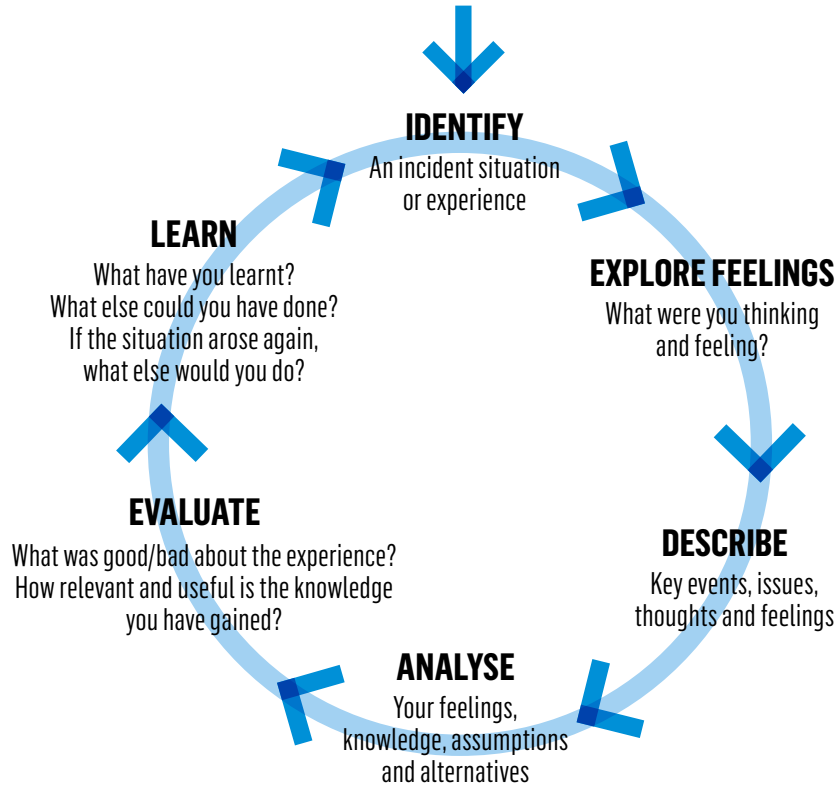 IDENTIFY
An incident situation
or experience
EXPLORE FEELINGS
What were you thinking
and feeling?
DESCRIBE
Key events, issues,
thoughts and feelings
ANALYSE
Your feelings,
knowledge, assumptions
and alternatives
EVALUATE
What was good/bad about the experience?
How relevant and useful is the knowledge
you have gained?
LEARN
What have you learnt?
What else could you have done?
If the situation arose again,
what else would you do?